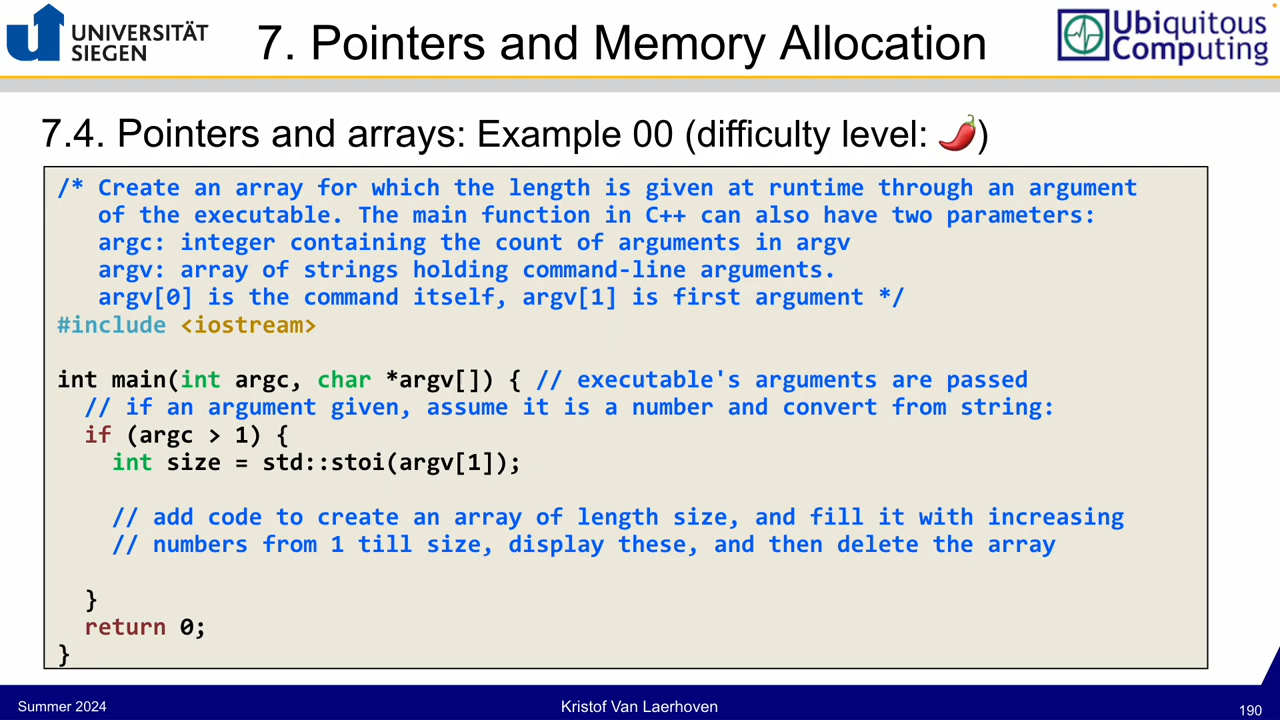 UNIVERSITÄT
SIEGEN
7. Pointers and Memory Allocation
Ubiquitous
Computing
7.4. Pointers and arrays: Example 00 (difficulty level: 🌶️)
/* Create an array for which the length is given at runtime through an argument
   of the executable. The main function in C++ can also have two parameters:
   argc: integer containing the count of arguments in argv
   argv: array of strings holding command-line arguments.
   argv[0] is the command itself, argv[1] is first argument */
#include <iostream>
int main(int argc, char *argv[]) { // executable's arguments are passed
  // if an argument given, assume it is a number and convert from string:
  if (argc > 1) {
    int size = std::stoi(argv[1]);
    // add code to create an array of length size, and fill it with increasing
    // numbers from 1 till size, display these, and then delete the array
  }
  return 0;
}
Summer 2024
Kristof Van Laerhoven
190